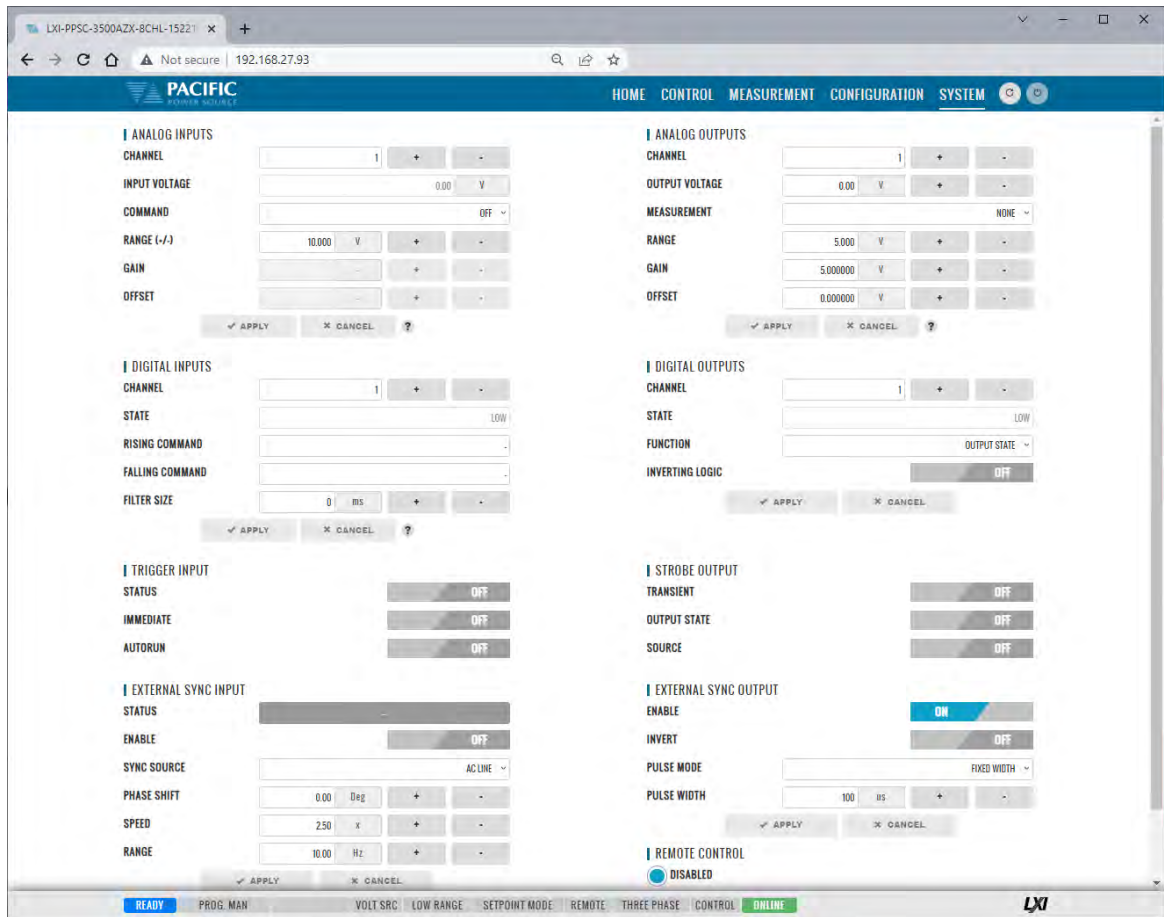 LXI-PPSC-3500AZX-8CHL-1522
Not secure 192.168.27.93
PACIFIC
POWER SOURCE
HOME CONTROL MEASUREMENT CONFIGURATION SYSTEM
ANALOG INPUTS
CHANNEL 1 + -
INPUT VOLTAGE 0.00 V
COMMAND OFF
RANGE (+/-) 10.000 V + -
GAIN -- + -
OFFSET -- + -
APPLY CANCEL ?
ANALOG OUTPUTS
CHANNEL 1 + -
OUTPUT VOLTAGE 0.00 V + -
MEASUREMENT NONE
RANGE 5.000 V + -
GAIN 5.000000 V + -
OFFSET 0.000000 V + -
APPLY CANCEL ?
DIGITAL INPUTS
CHANNEL 1 + -
STATE LOW
RISING COMMAND -
FALLING COMMAND -
FILTER SIZE 0 ms + -
APPLY CANCEL ?
DIGITAL OUTPUTS
CHANNEL 1 + -
STATE LOW
FUNCTION OUTPUT STATE
INVERTING LOGIC OFF
APPLY CANCEL
TRIGGER INPUT
STATUS OFF
IMMEDIATE OFF
AUTORUN OFF
STROBE OUTPUT
TRANSIENT OFF
OUTPUT STATE OFF
SOURCE OFF
EXTERNAL SYNC INPUT
STATUS --
ENABLE OFF
SYNC SOURCE AC LINE
PHASE SHIFT 0.00 Deg + -
SPEED 2.50 x + -
RANGE 10.00 Hz + -
APPLY CANCEL
EXTERNAL SYNC OUTPUT
ENABLE ON
INVERT OFF
PULSE MODE FIXED WIDTH
PULSE WIDTH 100 us + -
APPLY CANCEL
REMOTE CONTROL
DISABLED
READY PROG. MAN VOLT SRC LOW RANGE SETPOINT MODE REMOTE THREE PHASE CONTROL ONLINE LXI